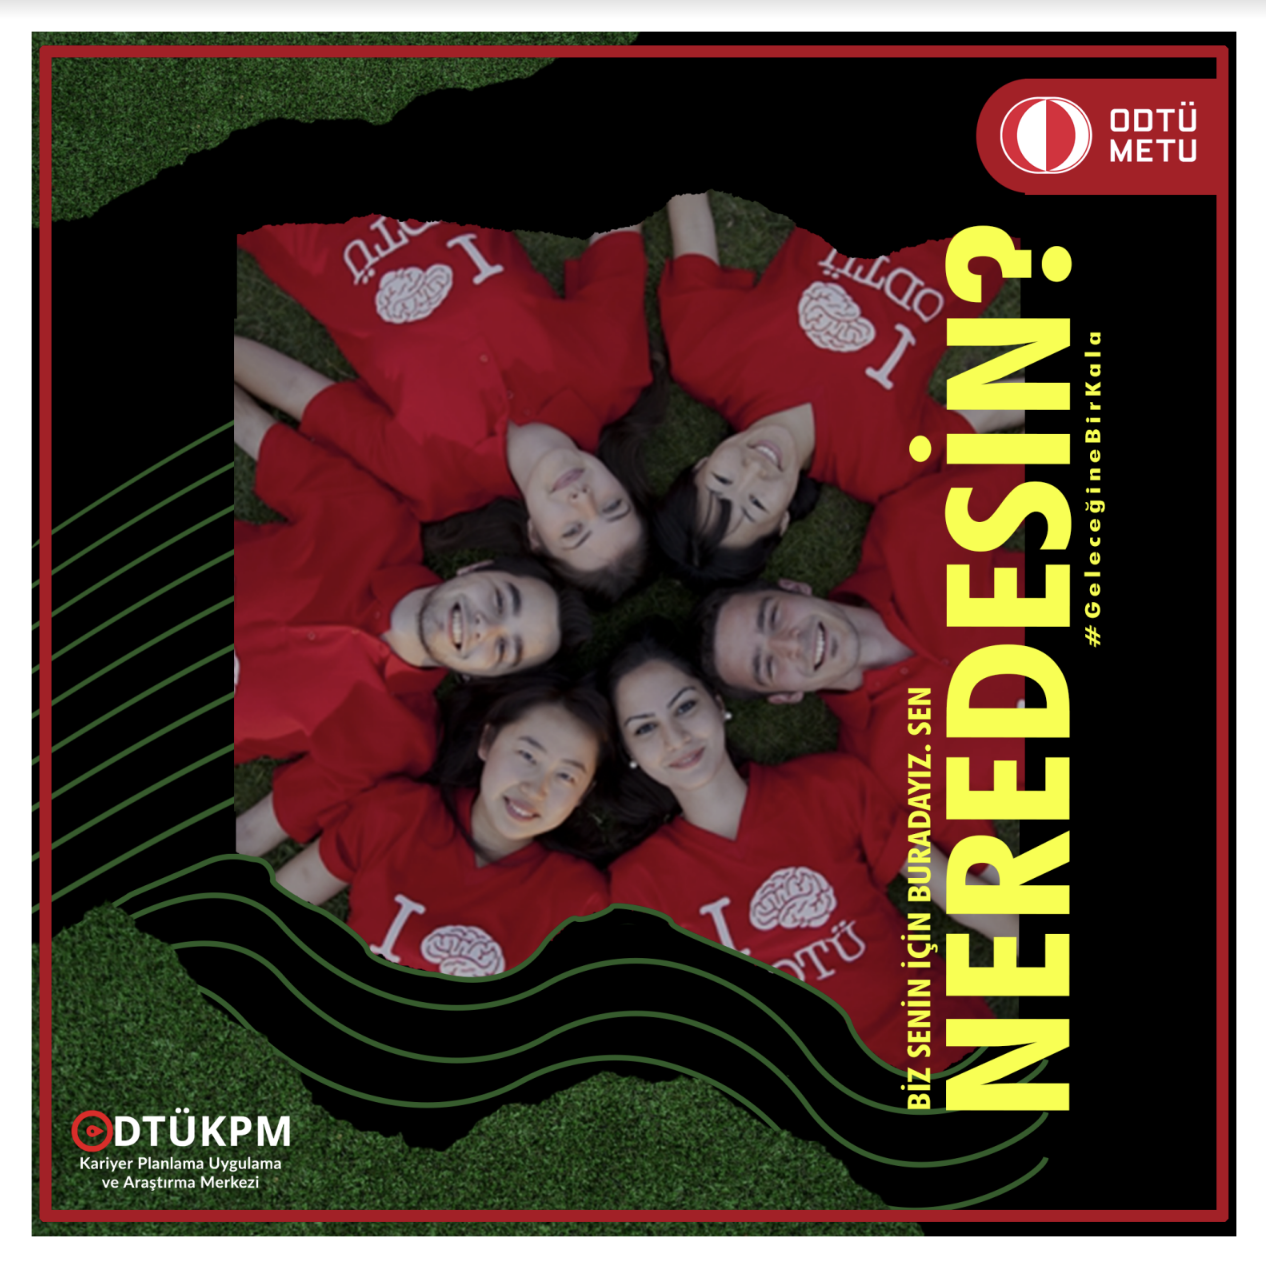 ODTÜ
METU
BİZ SENİN İÇİN BURADAYIZ. SEN
NEREDESİN?
#GeleceğineBirKala
I
ODTÜ
I
ODTÜ
I
I
ODTÜ
ODTÜKPM
Kariyer Planlama Uygulama
ve Araştırma Merkezi